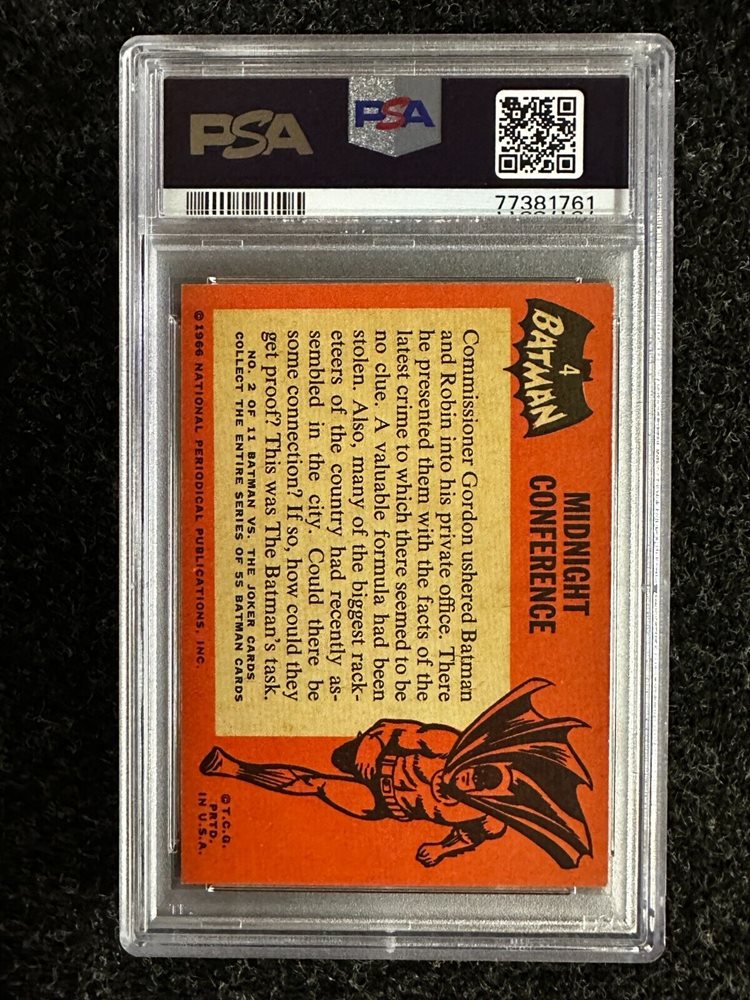 PSA
PSA
77381761
4
BATMAN
MIDNIGHT
CONFERENCE
Commissioner Gordon ushered Batman
and Robin into his private office. There
he presented them with the facts of the
latest crime to which there seemed to be
no clue. A valuable formula had been
stolen. Also, many of the biggest rack-
eteers of the country had recently as-
sembled in the city. Could there be
some connection? If so, how could they
get proof? This was The Batman's task.
NO. 2 OF 11 BATMAN VS. THE JOKER CARDS
COLLECT THE ENTIRE SERIES OF 55 BATMAN CARDS
© 1966 NATIONAL PERIODICAL PUBLICATIONS, INC.
© T.C.G.
PRTD.
IN U.S.A.